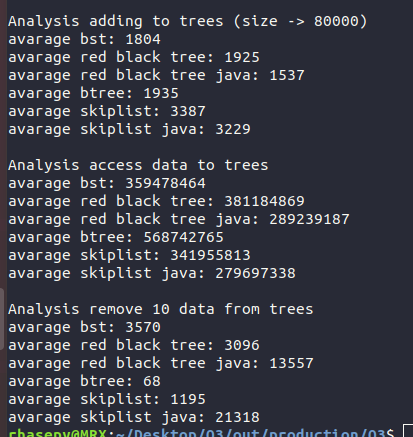 Analysis adding to trees (size -> 80000)
avarage bst: 1804
avarage red black tree: 1925
avarage red black tree java: 1537
avarage btree: 1935
avarage skiplist: 3387
avarage skiplist java: 3229
Analysis access data to trees
avarage bst: 359478464
avarage red black tree: 381184869
avarage red black tree java: 289239187
avarage btree: 568742765
avarage skiplist: 341955813
avarage skiplist java: 279697338
Analysis remove 10 data from trees
avarage bst: 3570
avarage red black tree: 3096
avarage red black tree java: 13557
avarage btree: 68
avarage skiplist: 1195
avarage skiplist java: 21318
rhasepy@MRX:~/Desktop/Q3/out/production/Q3$